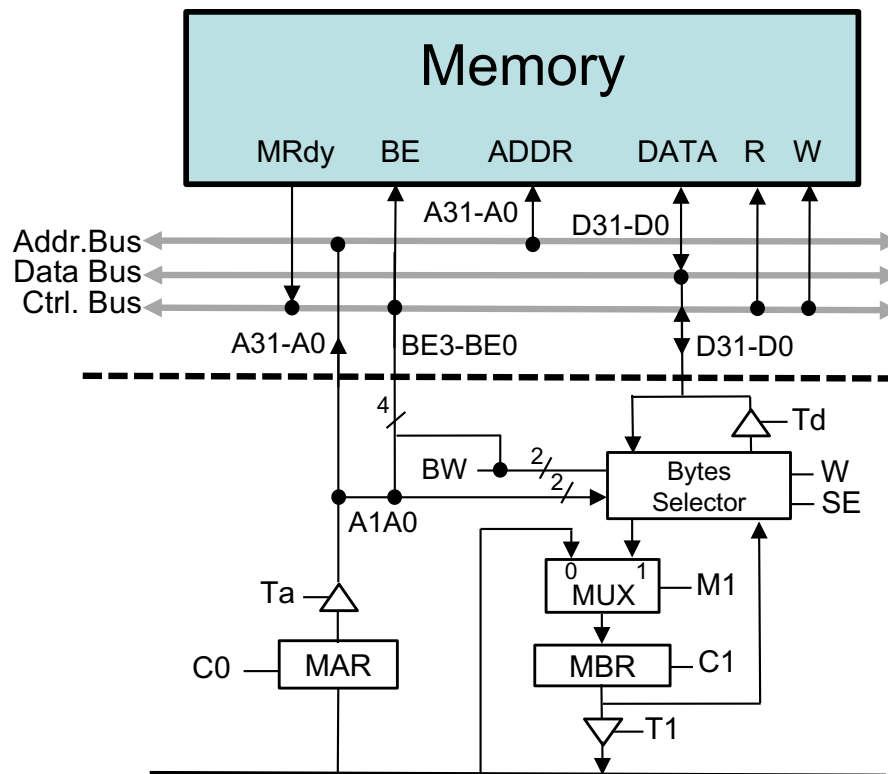 Memory
MRdy BE ADDR DATA R W
A31-A0
D31-D0
Addr.Bus
Data Bus
Ctrl. Bus
A31-A0
BE3-BE0
D31-D0
4
Td
BW
2
2
Bytes
Selector
W
SE
A1A0
0 1
MUX
M1
Ta
C0
MAR
MBR
C1
T1